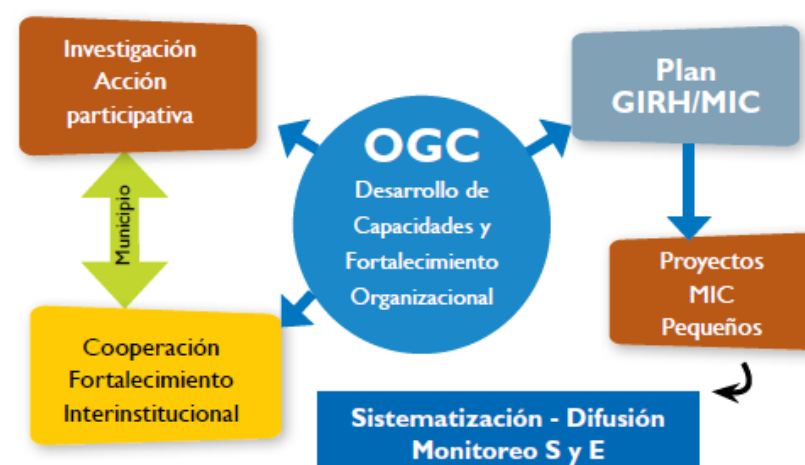 Investigación
Acción
participativa
Municipio
Cooperación
Fortalecimiento
Interinstitucional
OGC
Desarrollo de
Capacidades y
Fortalecimiento
Organizacional
Plan
GIRH/MIC
Proyectos
MIC
Pequeños
Sistematización - Difusión
Monitoreo S y E